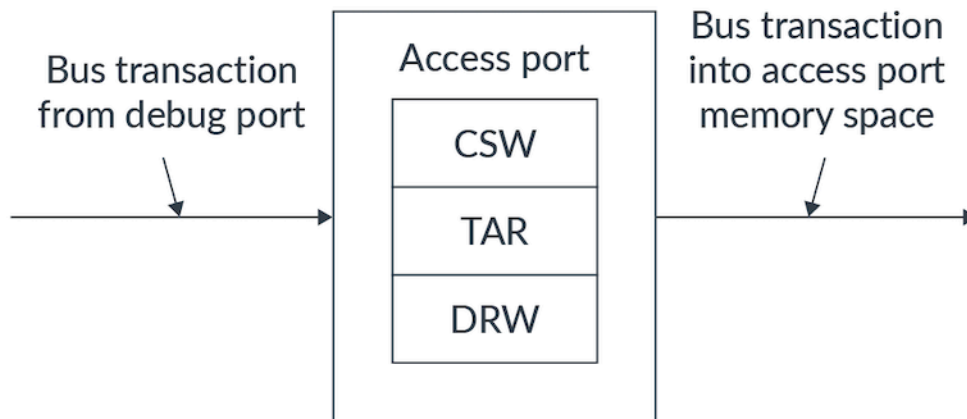 Bus transaction
from debug port
Access port
CSW
TAR
DRW
Bus transaction
into access port
memory space